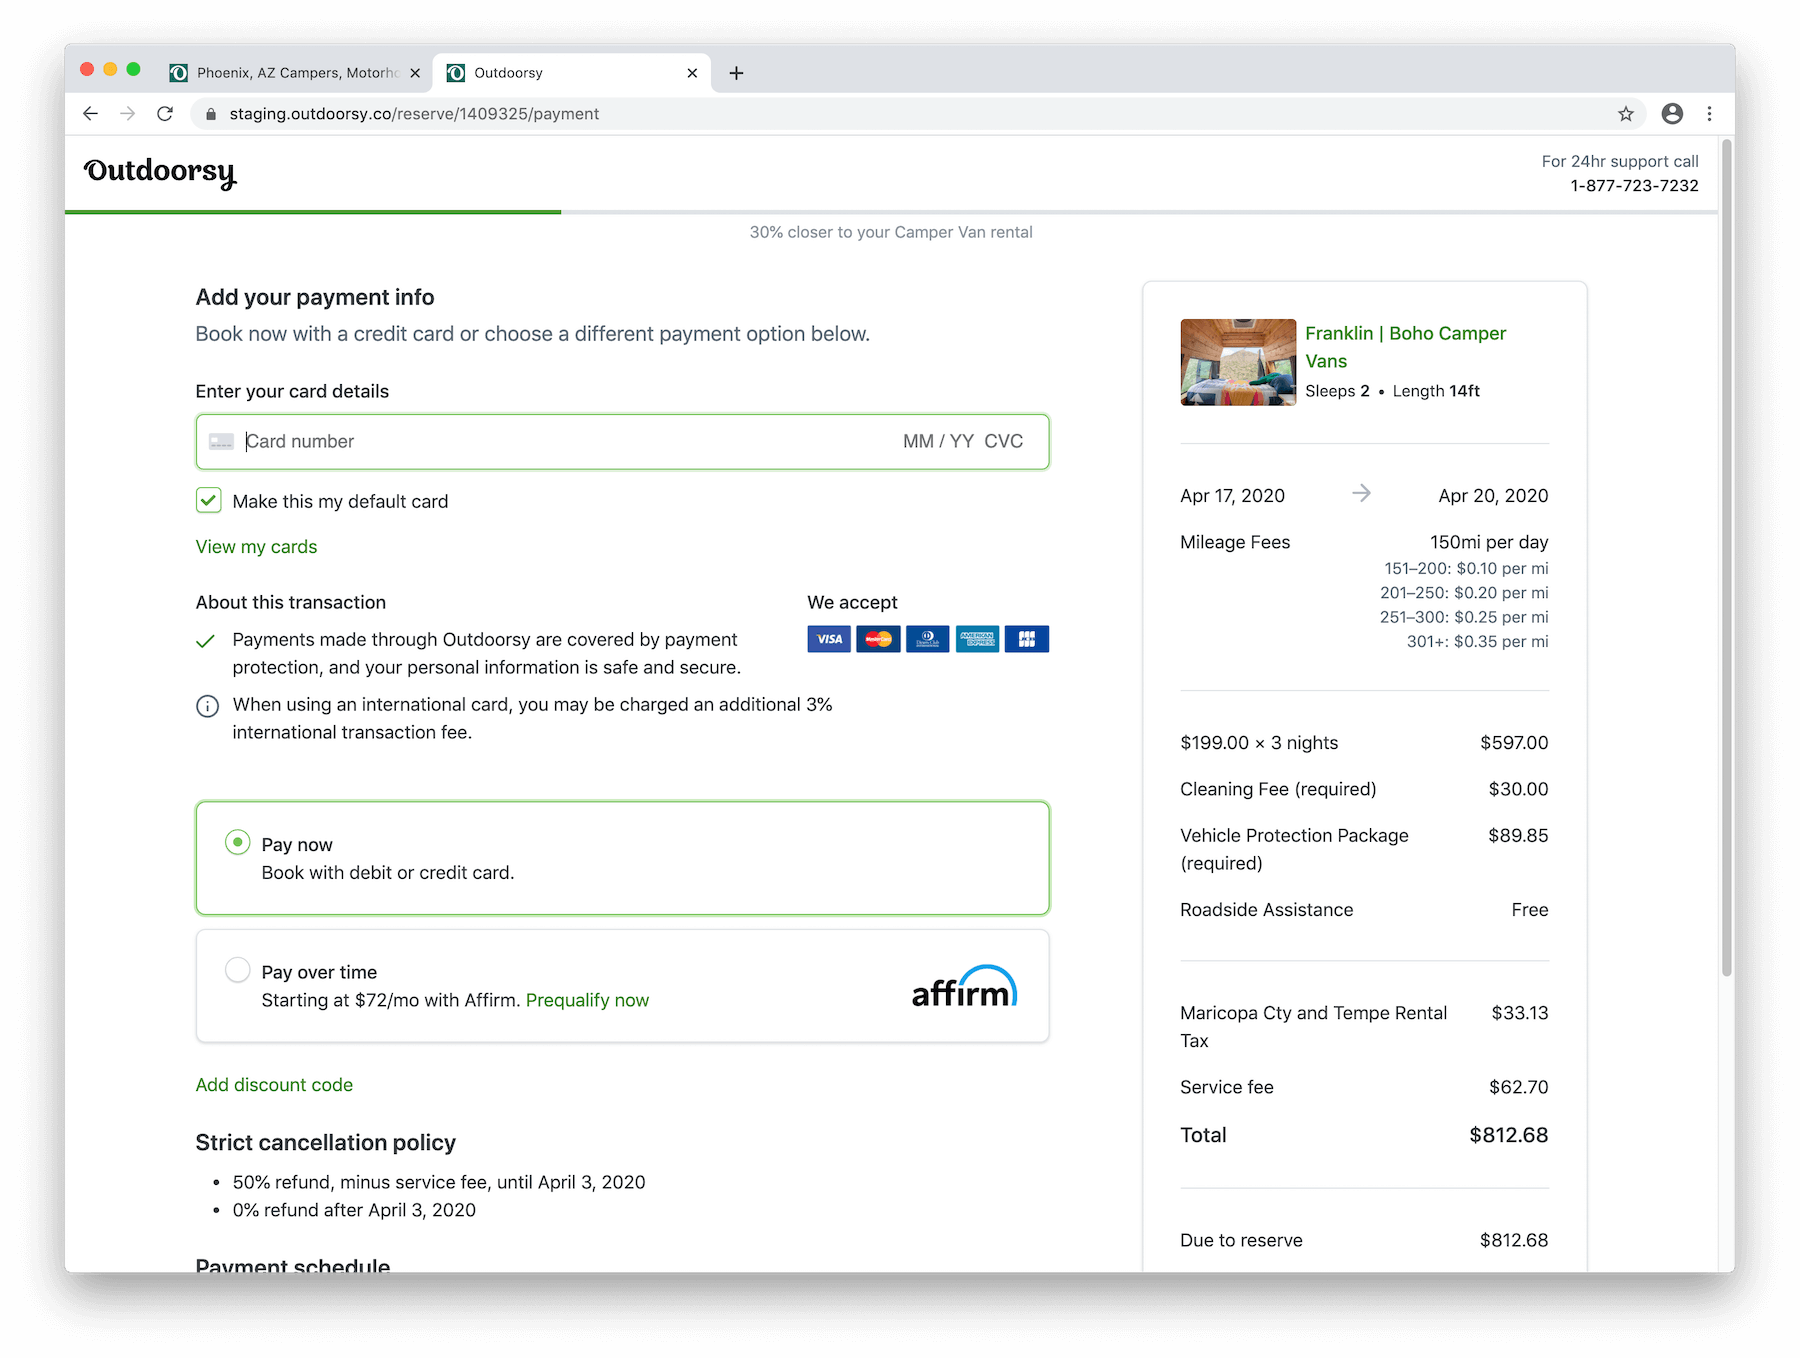 Phoenix, AZ Campers, Motorho
Outdoorsy
staging.outdoorsy.co/reserve/1409325/payment
Outdoorsy
For 24hr support call
1-877-723-7232
30% closer to your Camper Van rental
Add your payment info
Book now with a credit card or choose a different payment option below.
Enter your card details
Card number MM / YY CVC
Make this my default card
View my cards
About this transaction
Payments made through Outdoorsy are covered by payment
protection, and your personal information is safe and secure.
When using an international card, you may be charged an additional 3%
international transaction fee.
We accept
VISA MasterCard Diners Club AMERICAN EXPRESS JCB
Pay now
Book with debit or credit card.
Pay over time
Starting at $72/mo with Affirm. Prequalify now
affirm
Add discount code
Strict cancellation policy
• 50% refund, minus service fee, until April 3, 2020
• 0% refund after April 3, 2020
Payment schedule
Franklin | Boho Camper
Vans
Sleeps 2 • Length 14ft
Apr 17, 2020 Apr 20, 2020
Mileage Fees 150mi per day
151–200: $0.10 per mi
201–250: $0.20 per mi
251–300: $0.25 per mi
301+: $0.35 per mi
$199.00 × 3 nights $597.00
Cleaning Fee (required) $30.00
Vehicle Protection Package $89.85
(required)
Roadside Assistance Free
Maricopa Cty and Tempe Rental $33.13
Tax
Service fee $62.70
Total $812.68
Due to reserve $812.68